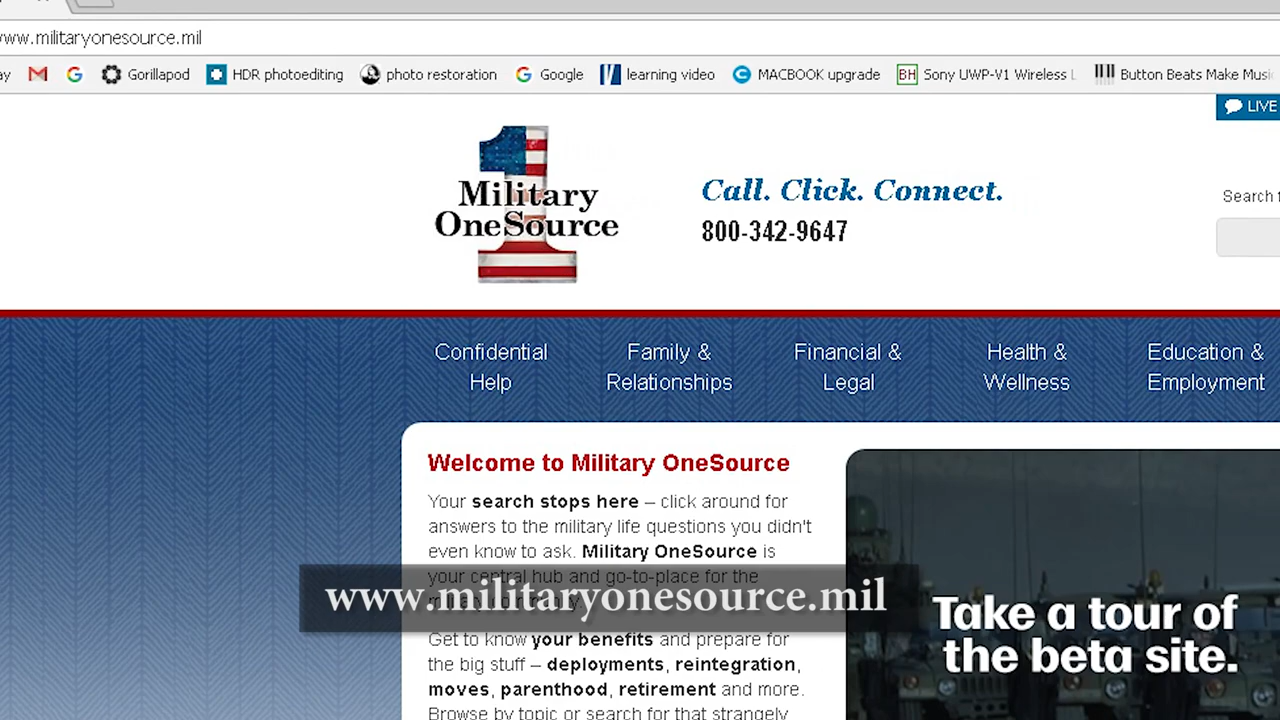 www.militaryonesource.mil
ay Gorillapod HDR photoediting photo restoration Google learning video MACBOOK upgrade BH Sony UWP-V1 Wireless L Button Beats Make Musi
LIVE
Military
OneSource
Call. Click. Connect.
800-342-9647
Search f
Confidential
Help
Family &
Relationships
Financial &
Legal
Health &
Wellness
Education &
Employment
Welcome to Military OneSource
Your search stops here – click around for
answers to the military life questions you didn't
even know to ask. Military OneSource is
your central hub and go-to-place for the
military community.
www.militaryonesource.mil
Get to know your benefits and prepare for
the big stuff – deployments, reintegration,
moves, parenthood, retirement and more.
Browse by topic or search for that strangely
Take a tour of
the beta site.